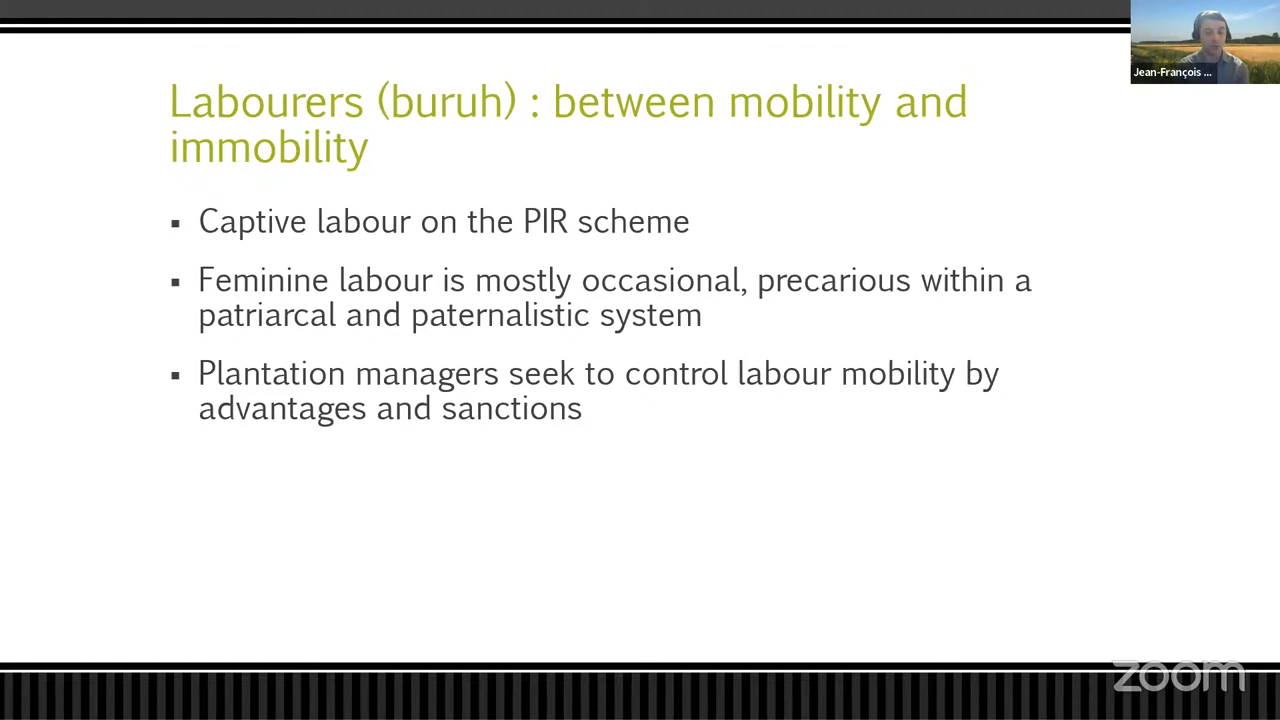 Jean-François ...
Labourers (buruh) : between mobility and
immobility
▪ Captive labour on the PIR scheme
▪ Feminine labour is mostly occasional, precarious within a
patriarcal and paternalistic system
▪ Plantation managers seek to control labour mobility by
advantages and sanctions
zoom